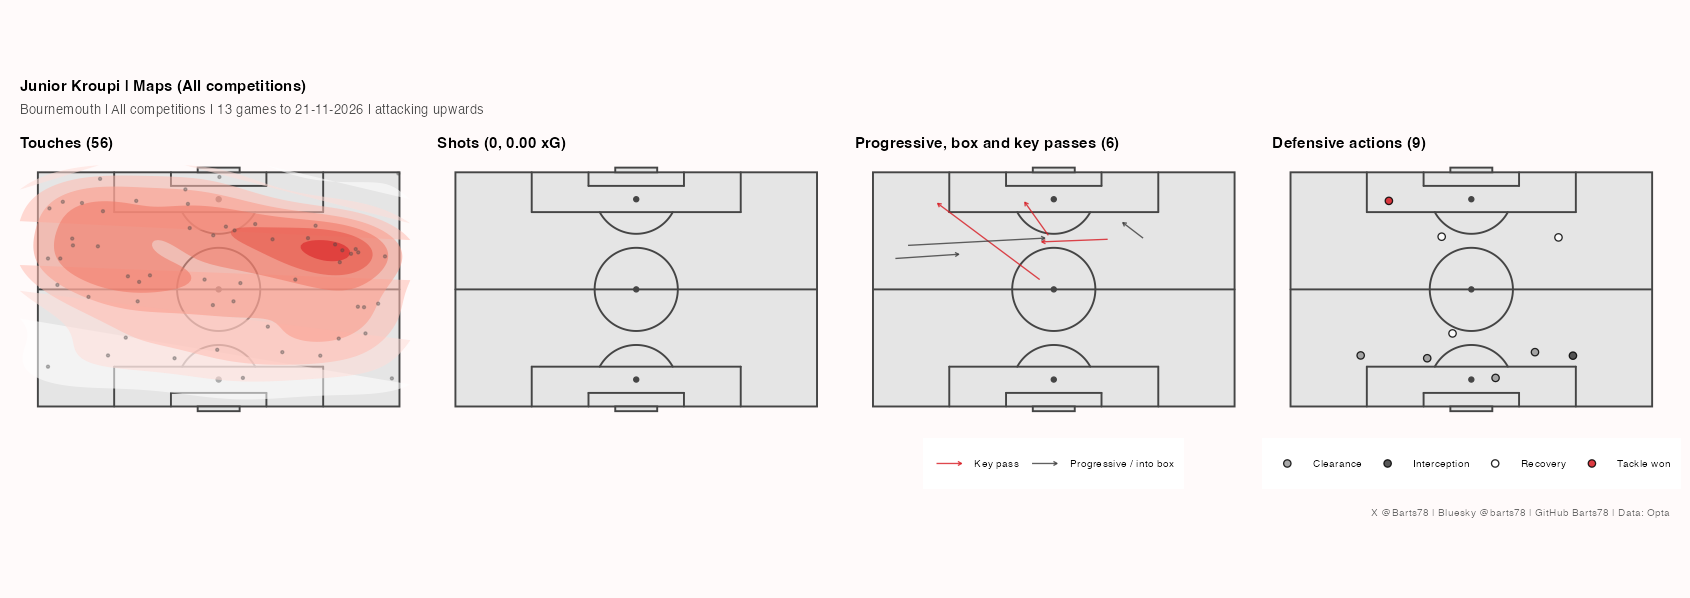 Junior Kroupi | Maps (All competitions)
Bournemouth | All competitions | 13 games to 21-11-2026 | attacking upwards
Touches (56)
Shots (0, 0.00 xG)
Progressive, box and key passes (6)
Defensive actions (9)
Key pass
Progressive / into box
Clearance
Interception
Recovery
Tackle won
X @Barts78 | Bluesky @barts78 | GitHub Barts78 | Data: Opta